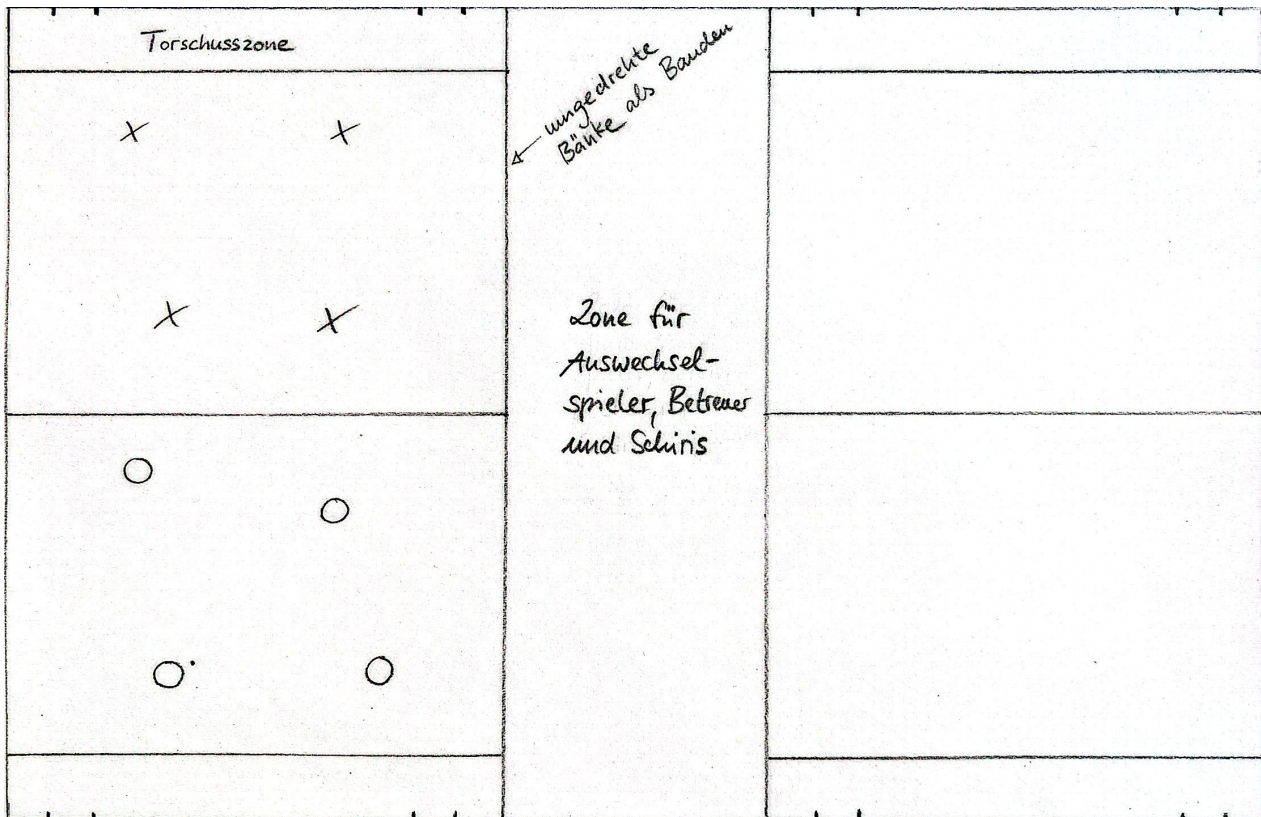 Torschusszone
umgedrehte
Bänke als Banden
Zone für
Auswechsel-
spieler, Betreuer
und Schiris